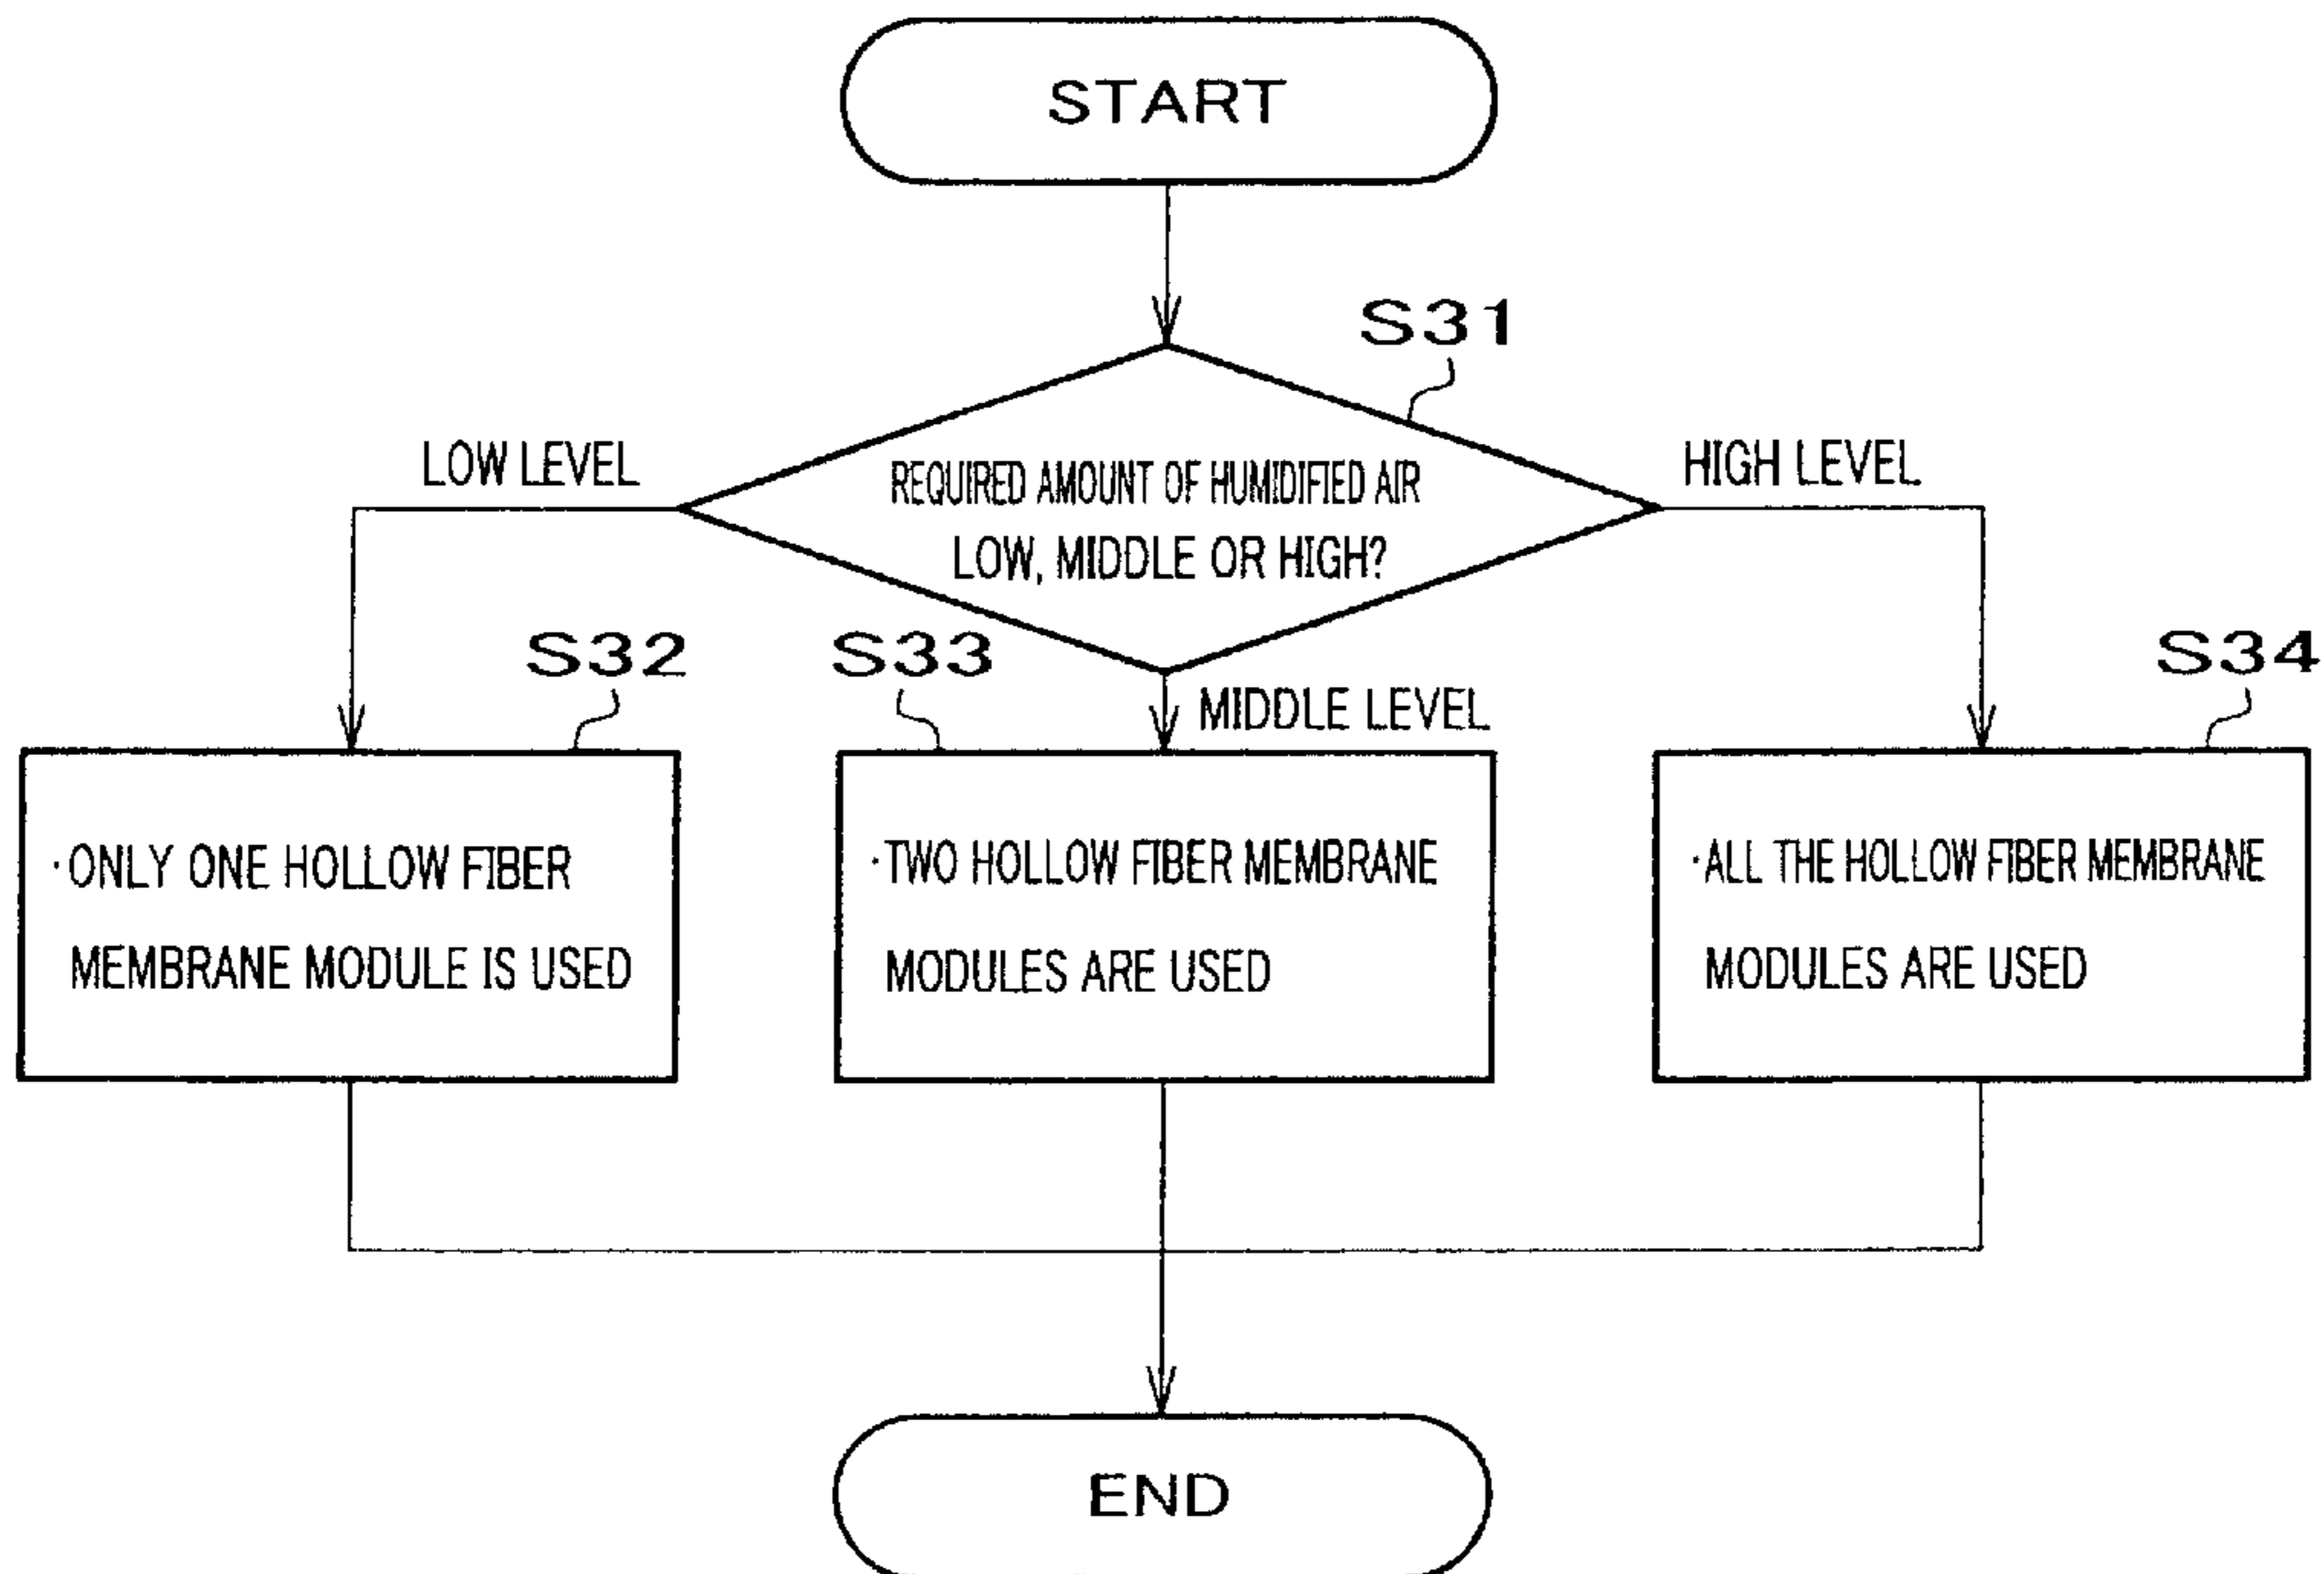 START
S31
LOW LEVEL
REQUIRED AMOUNT OF HUMIDIFIED AIR
LOW, MIDDLE OR HIGH?
HIGH LEVEL
S32
S33
MIDDLE LEVEL
S34
·ONLY ONE HOLLOW FIBER
MEMBRANE MODULE IS USED
·TWO HOLLOW FIBER MEMBRANE
MODULES ARE USED
·ALL THE HOLLOW FIBER MEMBRANE
MODULES ARE USED
END